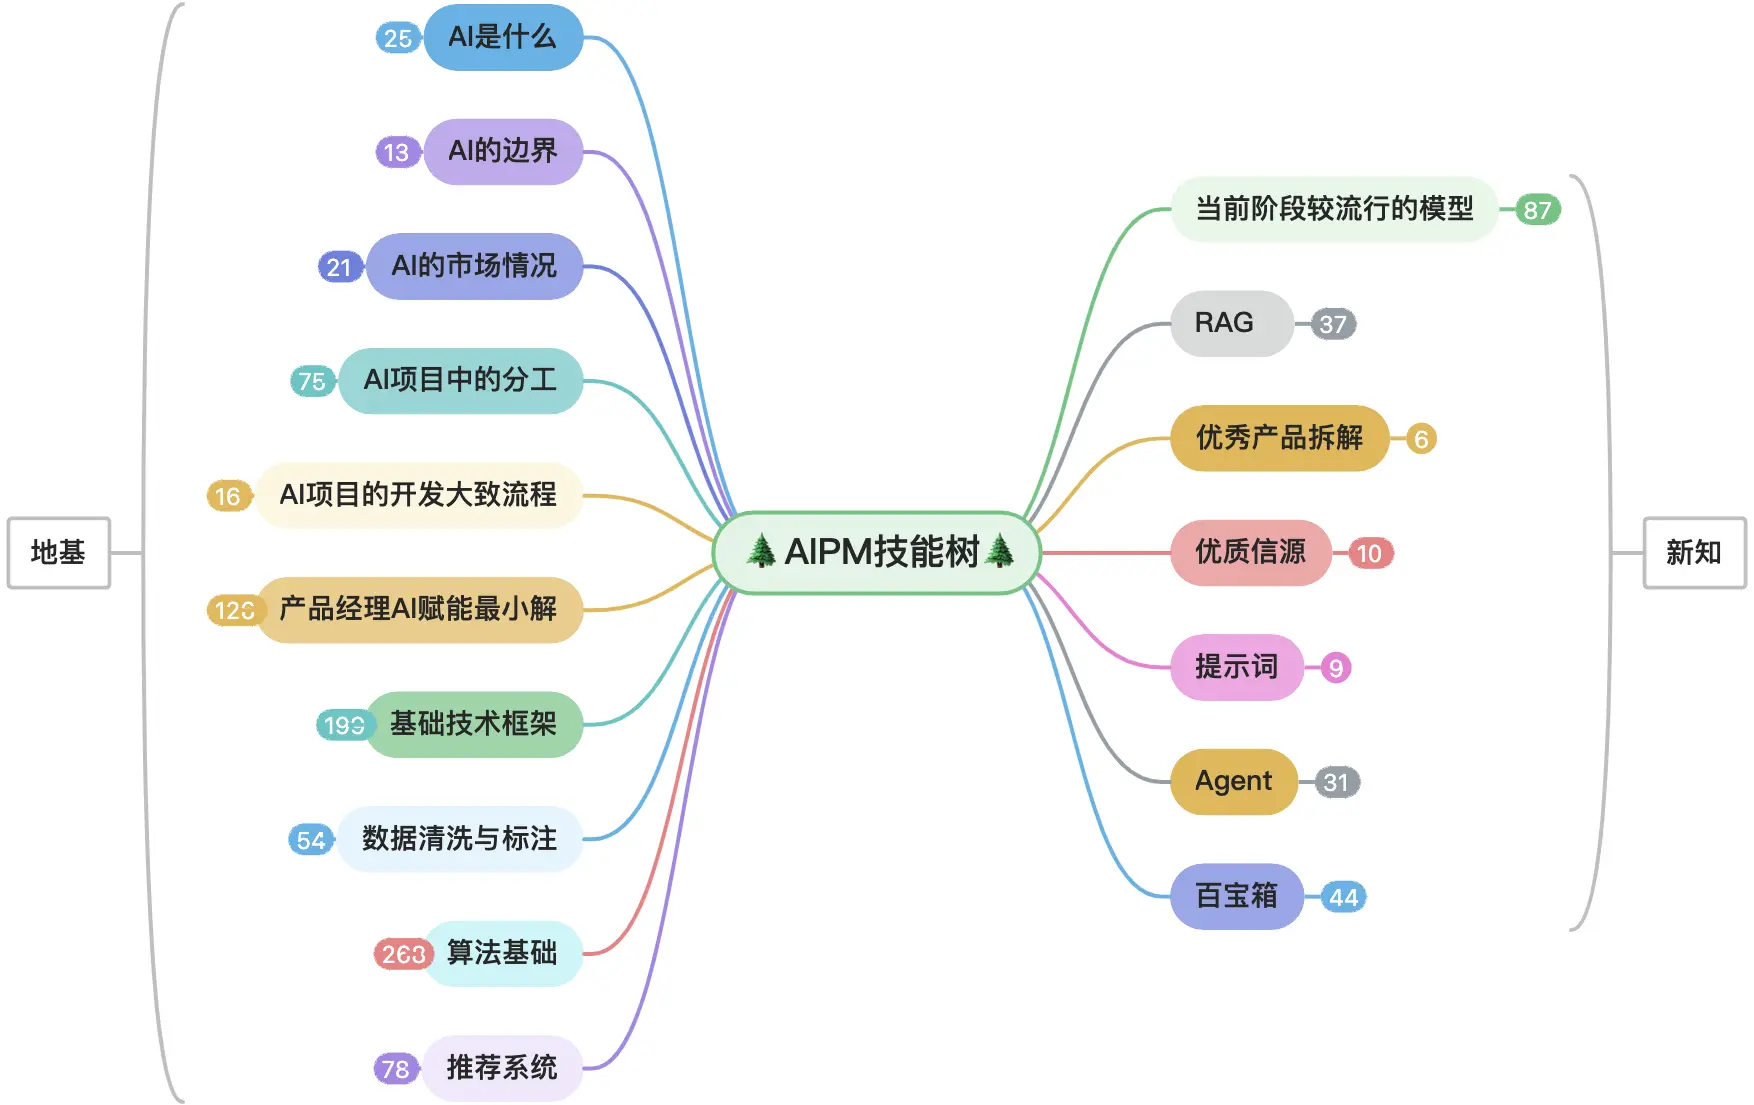 地基
25 AI是什么
13 AI的边界
21 AI的市场情况
75 AI项目中的分工
16 AI项目的开发大致流程
126 产品经理AI赋能最小解
基础技术框架
54 数据清洗与标注
算法基础
78 推荐系统
🌲AIPM技能树🌲
当前阶段较流行的模型 87
RAG 37
优秀产品拆解 6
优质信源 10
提示词 9
Agent 31
百宝箱 44
新知